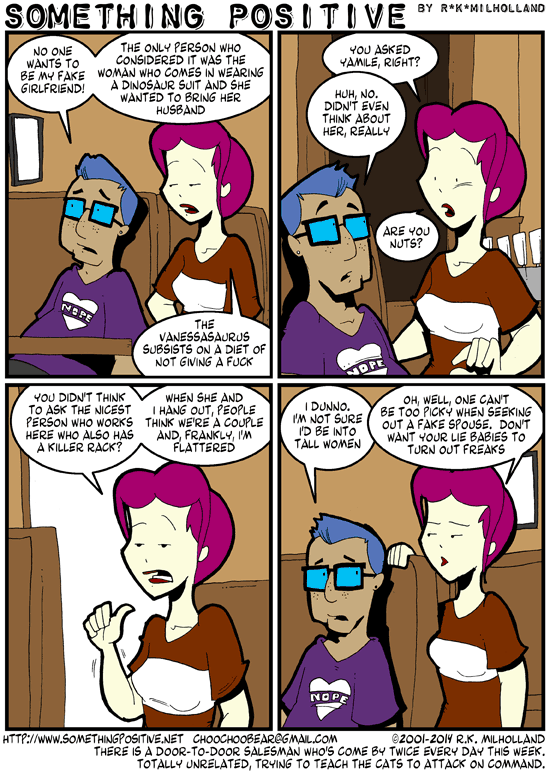 SOMETHING POSITIVE BY R*K*MILHOLLAND
NO ONE
WANTS TO
BE MY FAKE
GIRLFRIEND!
THE ONLY PERSON WHO
CONSIDERED IT WAS THE
WOMAN WHO COMES IN WEARING
A DINOSAUR SUIT AND SHE
WANTED TO BRING HER
HUSBAND
NOPE
THE
VANESSASAURUS
SUBSISTS ON A DIET OF
NOT GIVING A FUCK
YOU ASKED
YAMILE, RIGHT?
HUH, NO.
DIDN'T EVEN
THINK ABOUT
HER, REALLY
ARE YOU
NUTS?
NOPE
YOU DIDN'T THINK
TO ASK THE NICEST
PERSON WHO WORKS
HERE WHO ALSO HAS
A KILLER RACK?
WHEN SHE AND
I HANG OUT, PEOPLE
THINK WE'RE A COUPLE
AND, FRANKLY, I'M
FLATTERED
I DUNNO.
I'M NOT SURE
I'D BE INTO
TALL WOMEN
OH, WELL, ONE CAN'T
BE TOO PICKY WHEN SEEKING
OUT A FAKE SPOUSE. DON'T
WANT YOUR LIE BABIES TO
TURN OUT FREAKS
NOPE
HTTP://WWW.SOMETHINGPOSITIVE.NET CHOOCHOOBEAR@GMAIL.COM ©2001-2014 R.K. MILHOLLAND
THERE IS A DOOR-TO-DOOR SALESMAN WHO'S COME BY TWICE EVERY DAY THIS WEEK.
TOTALLY UNRELATED, TRYING TO TEACH THE CATS TO ATTACK ON COMMAND.